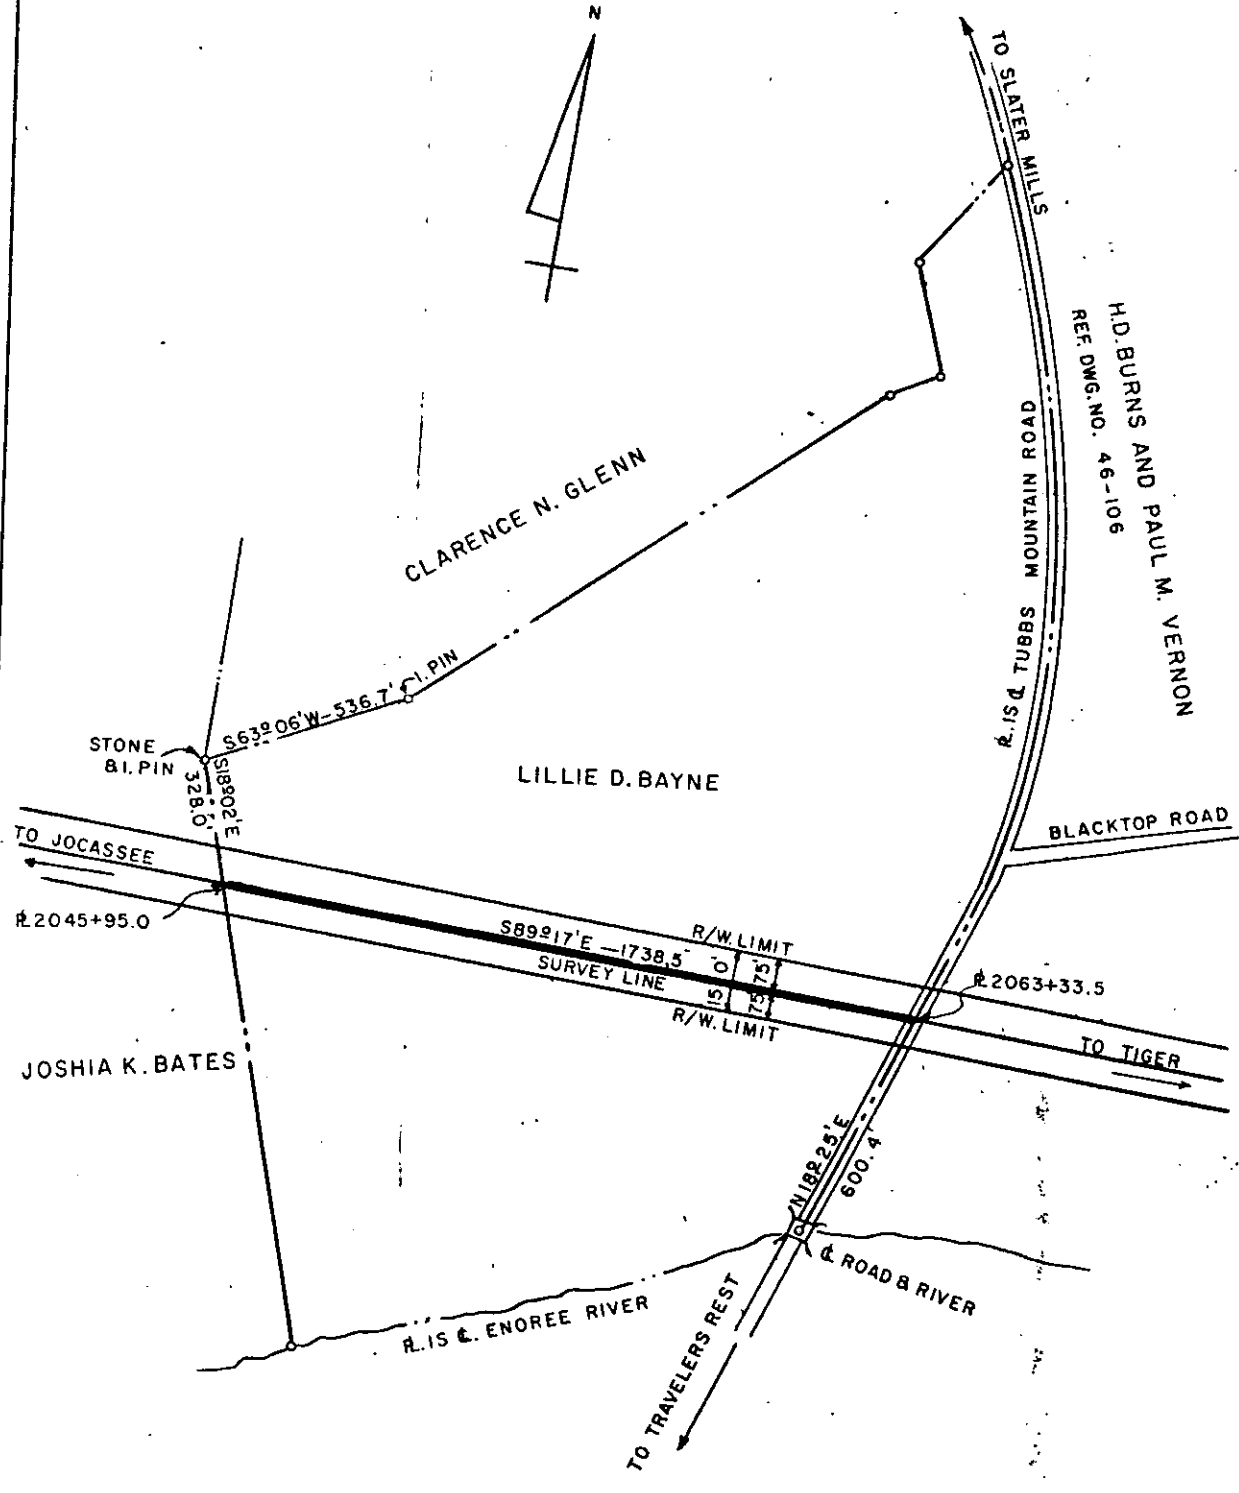 N
TO SLATER MILLS
H.D. BURNS AND PAUL M. VERNON
REF. DWG. NO. 46-106
CLARENCE N. GLENN
℄ IS ℄ TUBBS MOUNTAIN ROAD
I. PIN
S63º06'W-536.7'
STONE
& I. PIN
S18º02'E
328.0'
LILLIE D. BAYNE
BLACKTOP ROAD
TO JOCASSEE
℄ 2045+95.0
S89º17'E-1738.5'
SURVEY LINE
R/W. LIMIT
150'
75'
75'
R/W. LIMIT
℄ 2063+33.5
TO TIGER
JOSHIA K. BATES
N18º25'E
600.4'
℄ ROAD & RIVER
℄ IS ℄. ENOREE RIVER
TO TRAVELERS REST